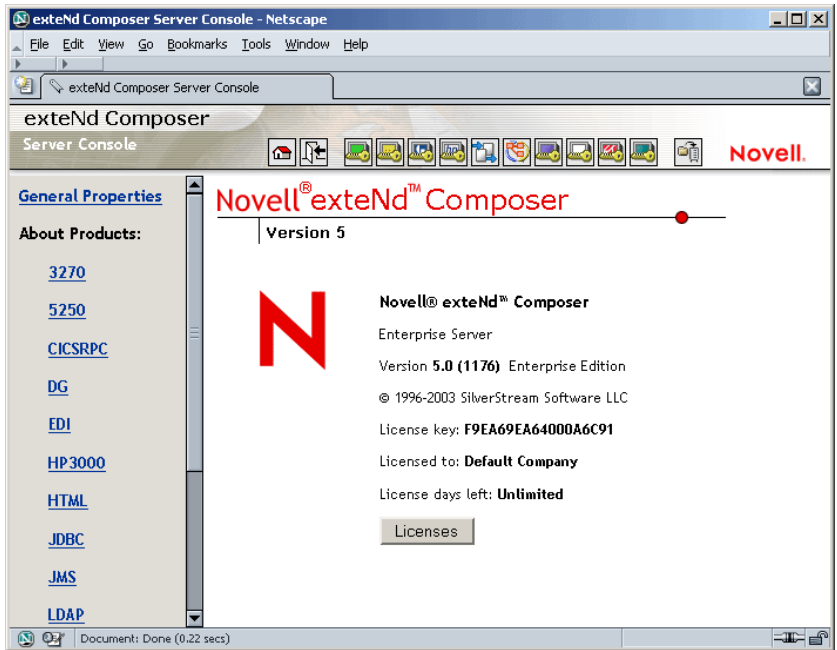 exteNd Composer Server Console - Netscape
File Edit View Go Bookmarks Tools Window Help
exteNd Composer Server Console
exteNd Composer
Server Console
Novell.
General Properties
About Products:
3270
5250
CICSRPC
DG
EDI
HP3000
HTML
JDBC
JMS
LDAP
Novell®exteNd™Composer
Version 5
Novell® exteNd™ Composer
Enterprise Server
Version 5.0 (1176) Enterprise Edition
© 1996-2003 SilverStream Software LLC
License key: F9EA69EA64000A6C91
Licensed to: Default Company
License days left: Unlimited
Licenses
Document: Done (0.22 secs)